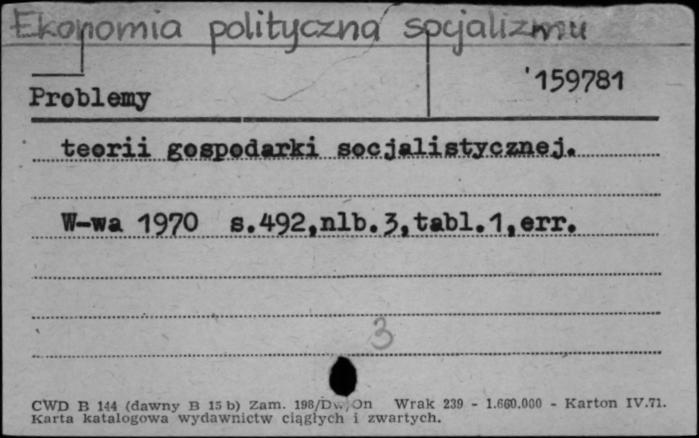 Ekonomia polityczna socjalizmu
159781
Problemy
teorii gospodarki socjalistycznej.
W-wa 1970 s.492,nlb.3,tabl.1,err.
3
CWD B 144 (dawny B 15 b) Zam. 198/Dw/On Wrak 239 - 1.660.000 - Karton IV.71.
Karta katalogowa wydawnictw ciągłych i zwartych.